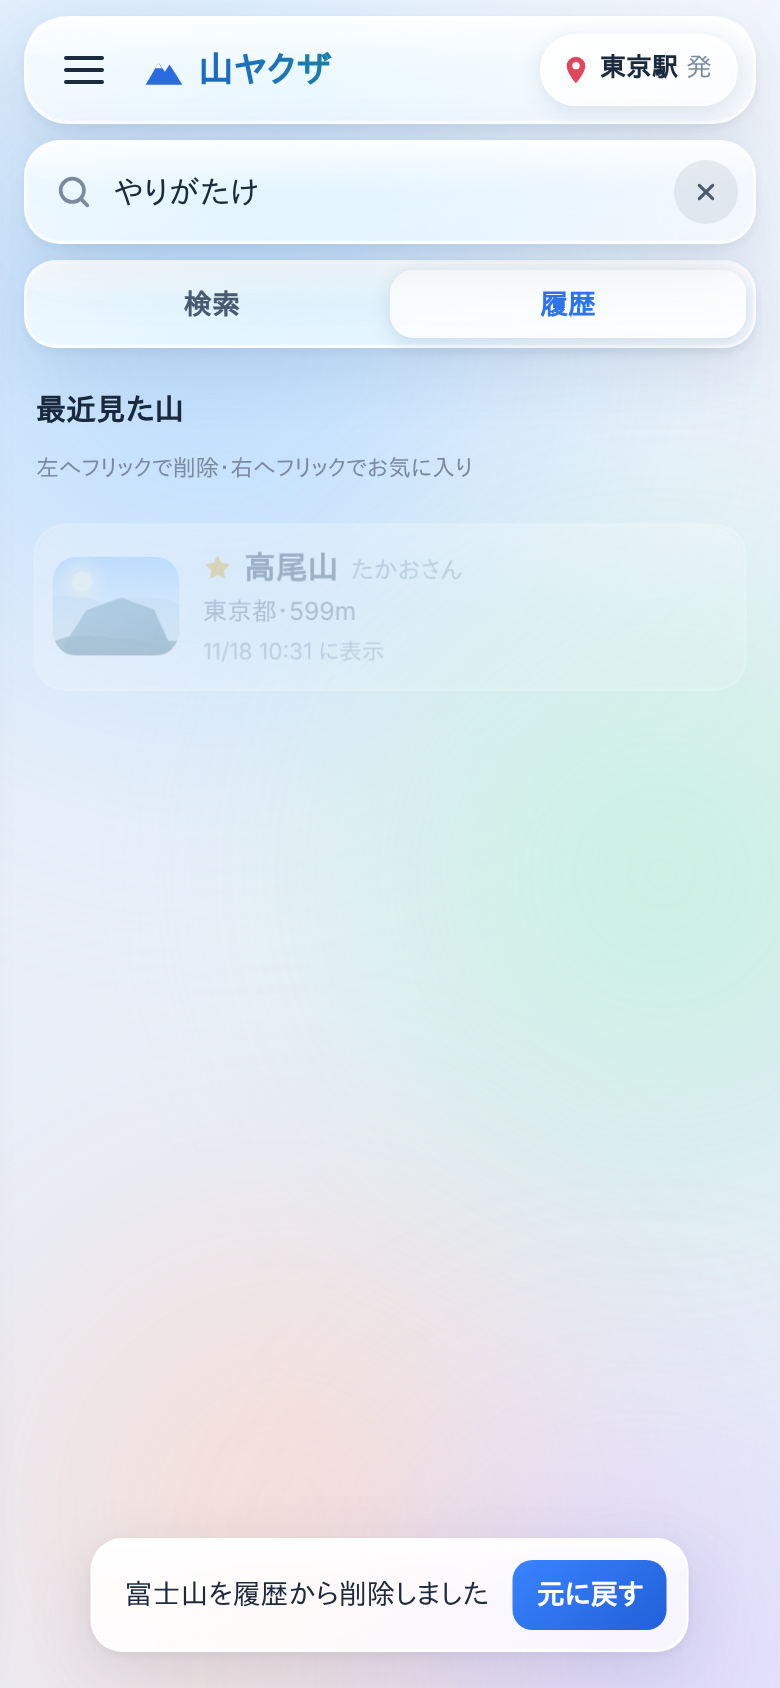 山ヤクザ
東京駅 発
やりがたけ
検索 履歴
最近見た山
左へフリックで削除·右へフリックでお気に入り
高尾山 たかおさん
東京都·599m
11/18 10:31 に表示
富士山を履歴から削除しました 元に戻す